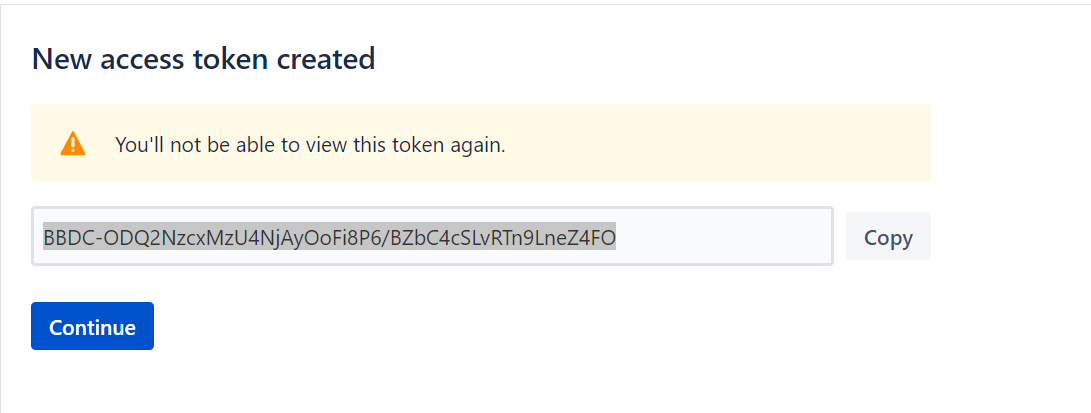 New access token created
You'll not be able to view this token again.
BBDC-ODQ2NzcxMzU4NjAyOoFi8P6/BZbC4cSLvRTn9LneZ4FO
Copy
Continue